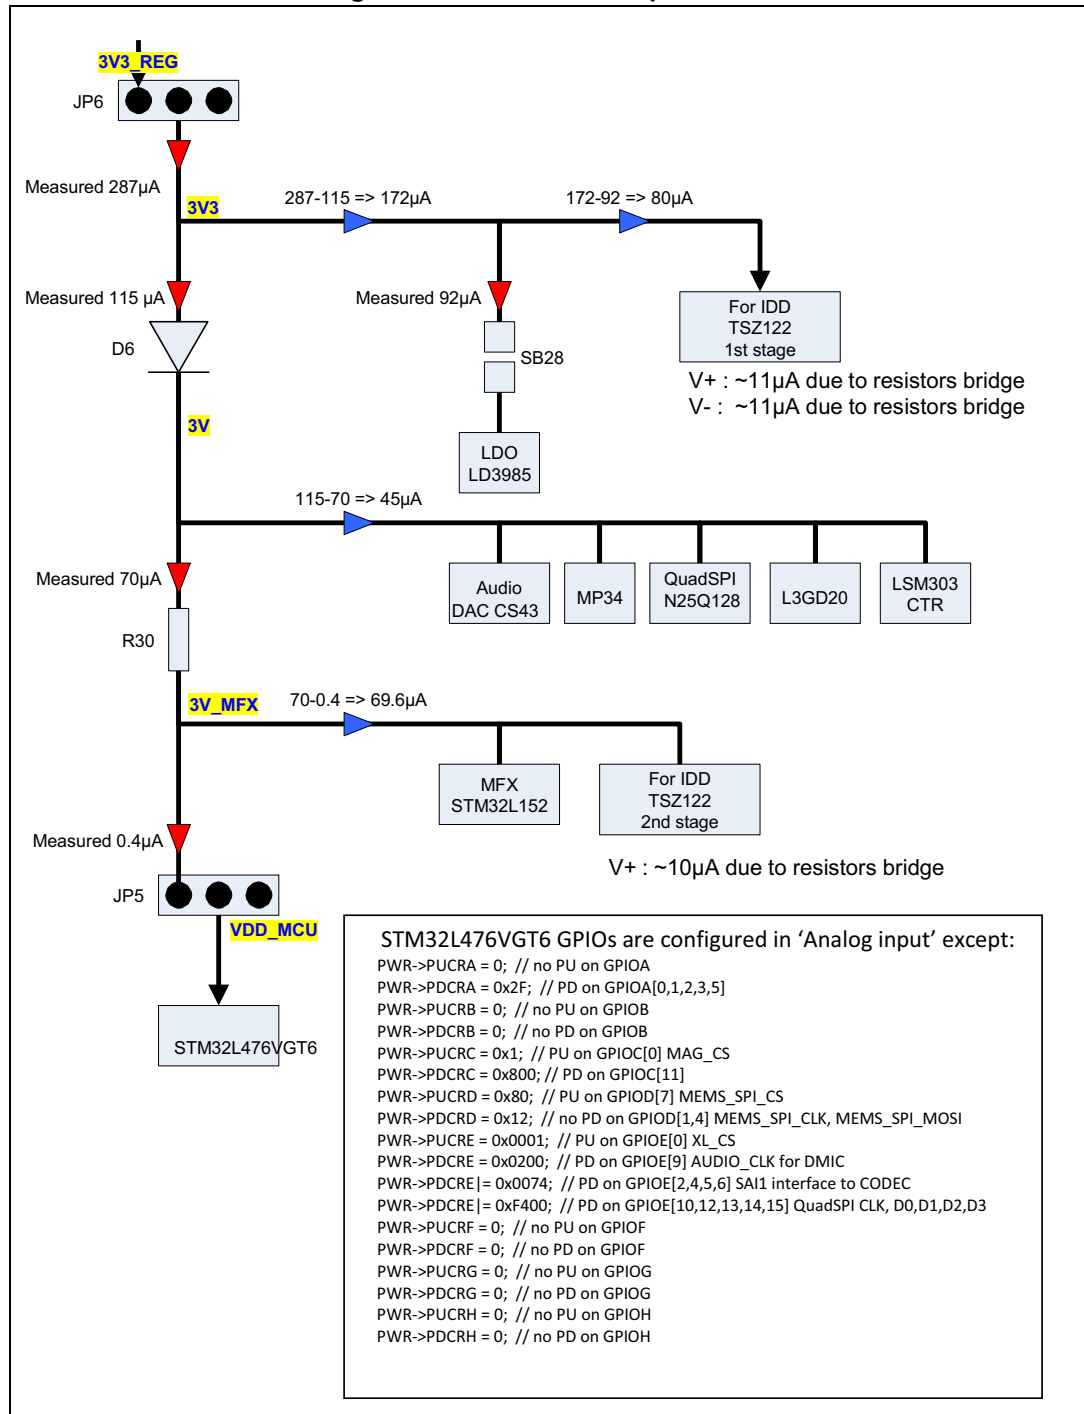 3V3_REG
JP6
Measured 287µA
3V3
287-115 => 172µA
172-92 => 80µA
Measured 115 µA
Measured 92µA
For IDD
TSZ122
1st stage
D6
SB28
V+ : ~11µA due to resistors bridge
V- : ~11µA due to resistors bridge
3V
LDO
LD3985
115-70 => 45µA
Measured 70µA
Audio
DAC CS43
MP34
QuadSPI
N25Q128
L3GD20
LSM303
CTR
R30
3V_MFX
70-0.4 => 69.6µA
MFX
STM32L152
For IDD
TSZ122
2nd stage
Measured 0.4µA
V+ : ~10µA due to resistors bridge
JP5
VDD_MCU
STM32L476VGT6
STM32L476VGT6 GPIOs are configured in ‘Analog input’ except:
PWR->PUCRA = 0; // no PU on GPIOA
PWR->PDCRA = 0x2F; // PD on GPIOA[0,1,2,3,5]
PWR->PUCRB = 0; // no PU on GPIOB
PWR->PDCRB = 0; // no PD on GPIOB
PWR->PUCRC = 0x1; // PU on GPIOC[0] MAG_CS
PWR->PDCRC = 0x800; // PD on GPIOC[11]
PWR->PUCRD = 0x80; // PU on GPIOD[7] MEMS_SPI_CS
PWR->PDCRD = 0x12; // no PD on GPIOD[1,4] MEMS_SPI_CLK, MEMS_SPI_MOSI
PWR->PUCRE = 0x0001; // PU on GPIOE[0] XL_CS
PWR->PDCRE = 0x0200; // PD on GPIOE[9] AUDIO_CLK for DMIC
PWR->PDCRE|= 0x0074; // PD on GPIOE[2,4,5,6] SAI1 interface to CODEC
PWR->PDCRE|= 0xF400; // PD on GPIOE[10,12,13,14,15] QuadSPI CLK, D0,D1,D2,D3
PWR->PUCRF = 0; // no PU on GPIOF
PWR->PDCRF = 0; // no PD on GPIOF
PWR->PUCRG = 0; // no PU on GPIOG
PWR->PDCRG = 0; // no PD on GPIOG
PWR->PUCRH = 0; // no PU on GPIOH
PWR->PDCRH = 0; // no PD on GPIOH